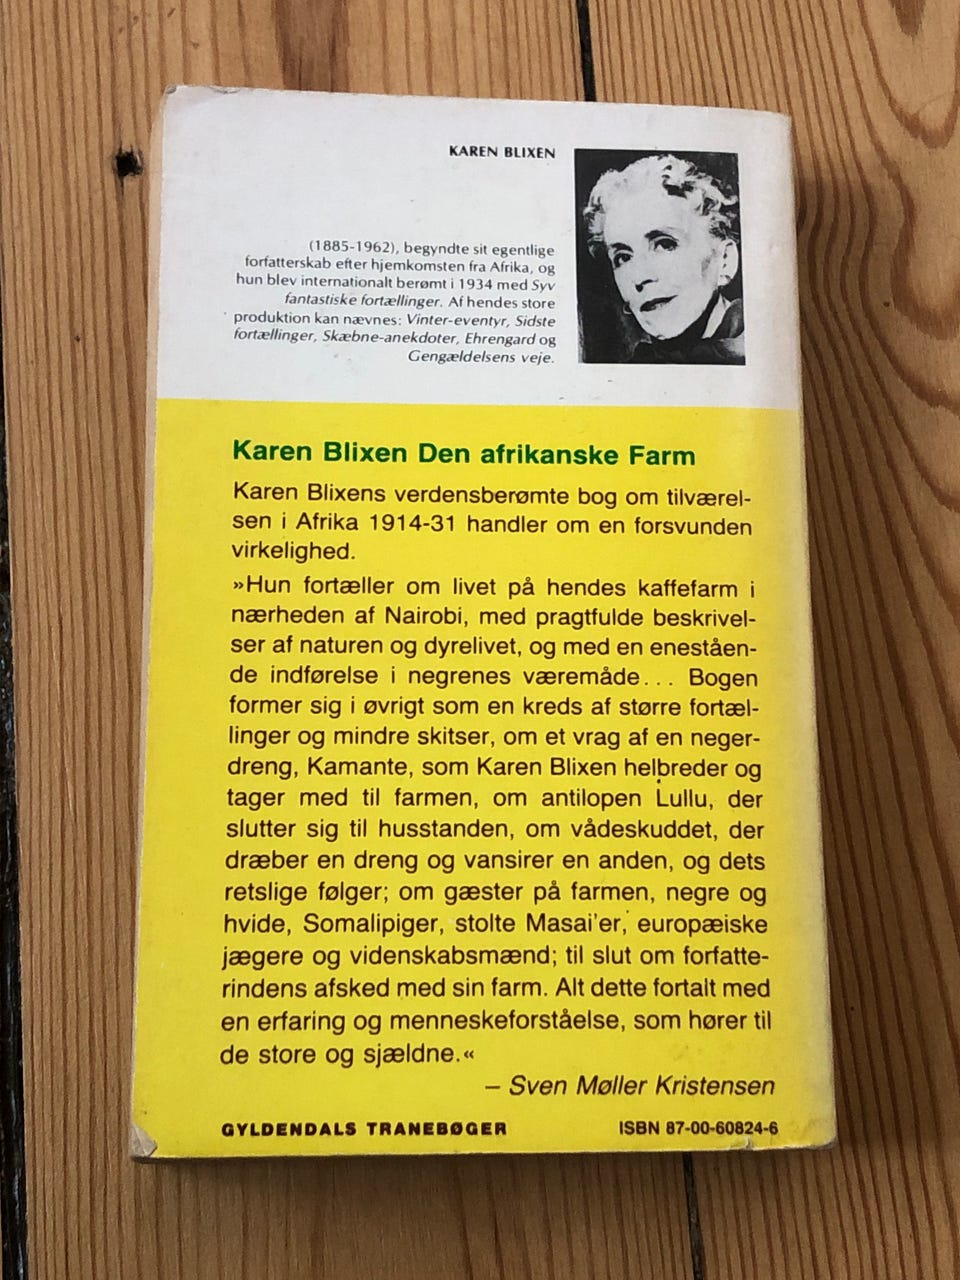 KAREN BLIXEN
(1885-1962), begyndte sit egentlige
forfatterskab efter hjemkomsten fra Afrika, og
hun blev internationalt berømt i 1934 med Syv
fantastiske fortællinger. Af hendes store
produktion kan nævnes: Vinter-eventyr, Sidste
fortællinger, Skæbne-anekdoter, Ehrengard og
Gengældelsens veje.
Karen Blixen Den afrikanske Farm
Karen Blixens verdensberømte bog om tilværel-
sen i Afrika 1914-31 handler om en forsvunden
virkelighed.
»Hun fortæller om livet på hendes kaffefarm i
nærheden af Nairobi, med pragtfulde beskrivel-
ser af naturen og dyrelivet, og med en eneståen-
de indførelse i negrenes væremåde... Bogen
former sig i øvrigt som en kreds af større fortæl-
linger og mindre skitser, om et vrag af en neger-
dreng, Kamante, som Karen Blixen helbreder og
tager med til farmen, om antilopen Lullu, der
slutter sig til husstanden, om vådeskuddet, der
dræber en dreng og vansirer en anden, og dets
retslige følger; om gæster på farmen, negre og
hvide, Somalipiger, stolte Masai'er, europæiske
jægere og videnskabsmænd; til slut om forfatte-
rindens afsked med sin farm. Alt dette fortalt med
en erfaring og menneskeforståelse, som hører til
de store og sjældne.«
– Sven Møller Kristensen
GYLDENDALS TRANEBØGER
ISBN 87-00-60824-6